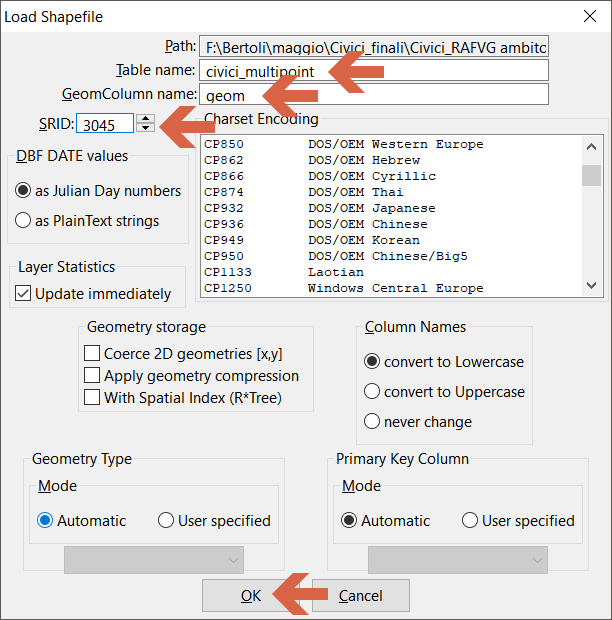 Load Shapefile
Path: F:\Bertoli\maggio\Civici_finali\Civici_RAFVG ambito
Table name: civici_multipoint
GeomColumn name: geom
SRID: 3045
Charset Encoding
CP850 DOS/OEM Western Europe
CP862 DOS/OEM Hebrew
CP866 DOS/OEM Cyrillic
CP874 DOS/OEM Thai
CP932 DOS/OEM Japanese
CP936 DOS/OEM Chinese
CP949 DOS/OEM Korean
CP950 DOS/OEM Chinese/Big5
CP1133 Laotian
CP1250 Windows Central Europe
DBF DATE values
as Julian Day numbers
as PlainText strings
Layer Statistics
Update immediately
Geometry storage
Coerce 2D geometries [x,y]
Apply geometry compression
With Spatial Index (R*Tree)
Column Names
convert to Lowercase
convert to Uppercase
never change
Geometry Type
Mode
Automatic User specified
Primary Key Column
Mode
Automatic User specified
OK Cancel